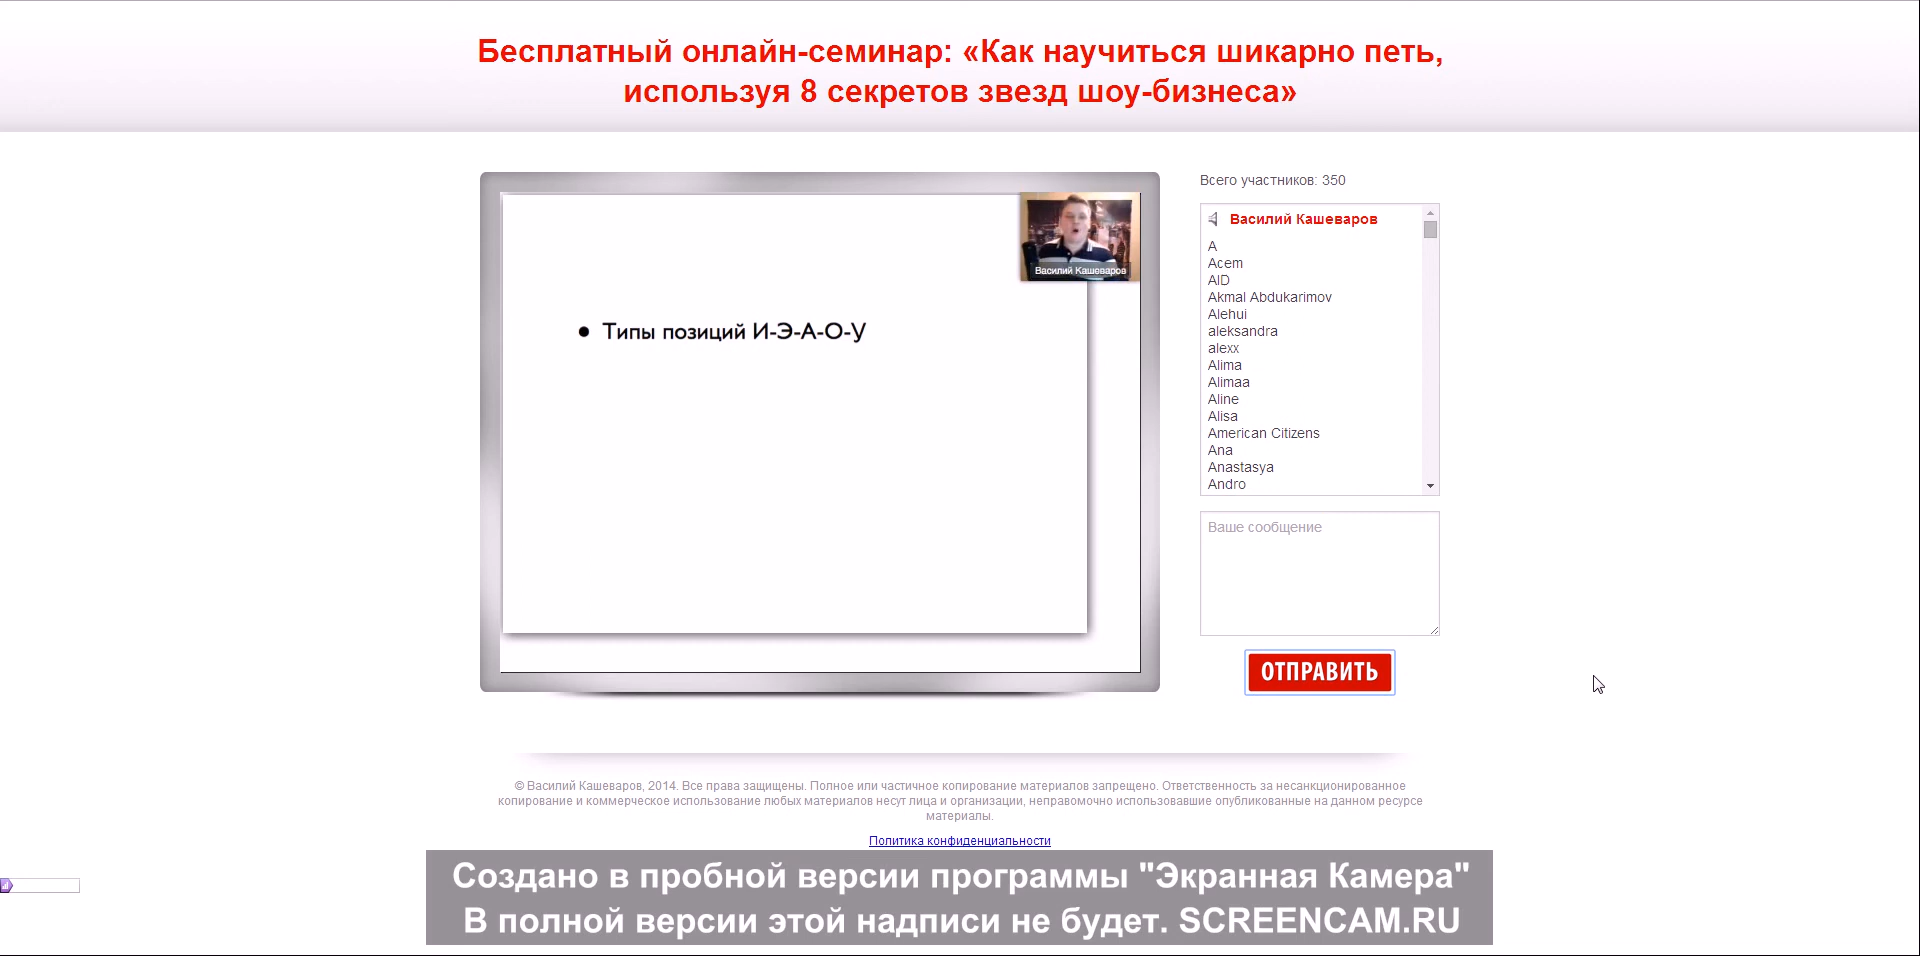 Бесплатный онлайн-семинар: «Как научиться шикарно петь,
используя 8 секретов звезд шоу-бизнеса»
Василий Кашеваров
• Типы позиций И-Э-А-О-У
Всего участников: 350
Василий Кашеваров
A
Acem
AID
Akmal Abdukarimov
Alehui
aleksandra
alexx
Alima
Alimaa
Aline
Alisa
American Citizens
Ana
Anastasya
Andro
Ваше сообщение
ОТПРАВИТЬ
© Василий Кашеваров, 2014. Все права защищены. Полное или частичное копирование материалов запрещено. Ответственность за несанкционированное
копирование и коммерческое использование любых материалов несут лица и организации, неправомочно использовавшие опубликованные на данном ресурсе
материалы.
Политика конфиденциальности
Создано в пробной версии программы "Экранная Камера"
В полной версии этой надписи не будет. SCREENCAM.RU